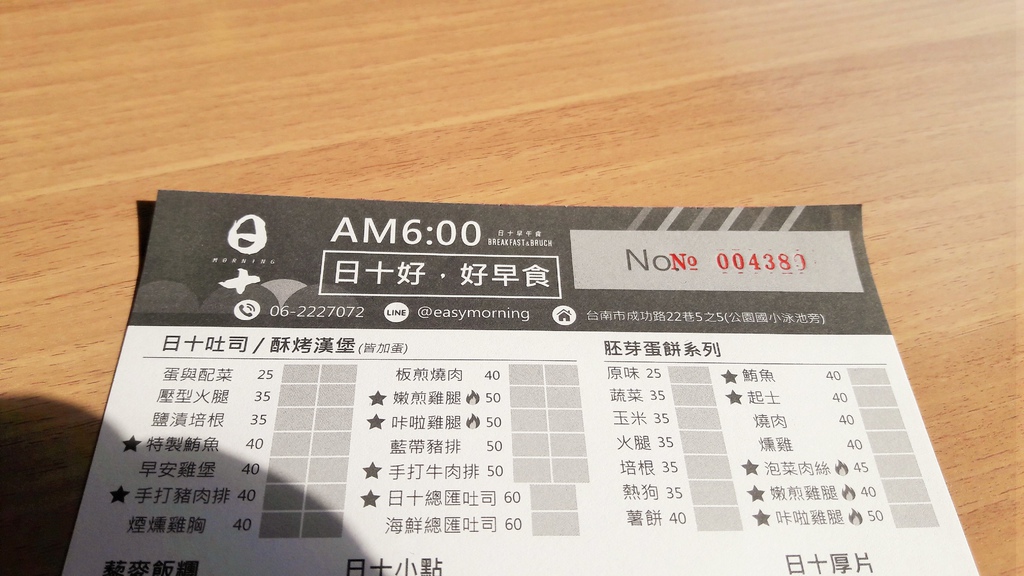 日
MORNING
十
AM6:00 日十早午食
BREAKFAST&BRUCH
日十好，好早食
No№ 004389
06-2227072 LINE @easymorning 台南市成功路22巷5之5(公園國小泳池旁)
日十吐司/酥烤漢堡(皆加蛋)
蛋與配菜 25
壓型火腿 35
鹽漬培根 40
★特製鮪魚 40
早安雞堡 40
★手打豬肉排 40
煙燻雞胸 40
板煎燒肉 40
★嫩煎雞腿 50
★咔啦雞腿 50
藍帶豬排 50
★手打牛肉排 50
★日十總匯吐司 60
海鮮總匯吐司 60
胚芽蛋餅系列
原味 25
蔬菜 35
玉米 35
火腿 35
培根 35
熱狗 35
薯餅 40
★鮪魚 40
★起士 40
燒肉 40
燻雞 40
★泡菜肉絲 45
★嫩煎雞腿 40
★咔啦雞腿 50
藜麥飯糰
日十小點
日十厚片